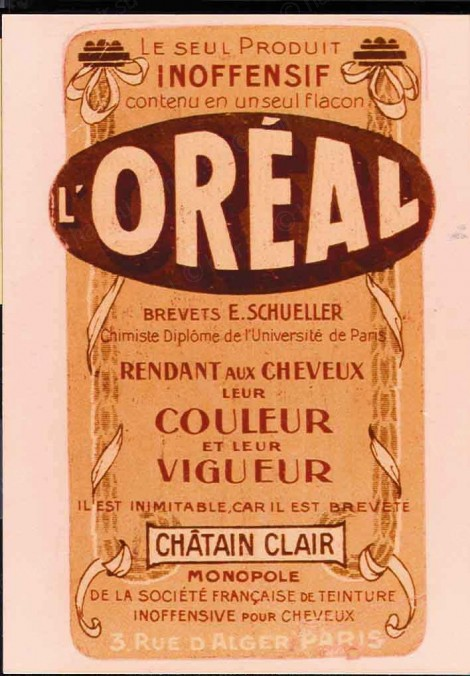 LE SEUL PRODUIT
INOFFENSIF
contenu en un seul flacon
L'ORÉAL
BREVETS E. SCHUELLER
Chimiste Diplôme de l'Université de Paris
RENDANT AUX CHEVEUX
LEUR
COULEUR
ET LEUR
VIGUEUR
IL EST INIMITABLE, CAR IL EST BREVETÉ
CHÂTAIN CLAIR
MONOPOLE
DE LA SOCIÉTÉ FRANÇAISE DE TEINTURE
INOFFENSIVE POUR CHEVEUX
3, RUE D'ALGER PARIS